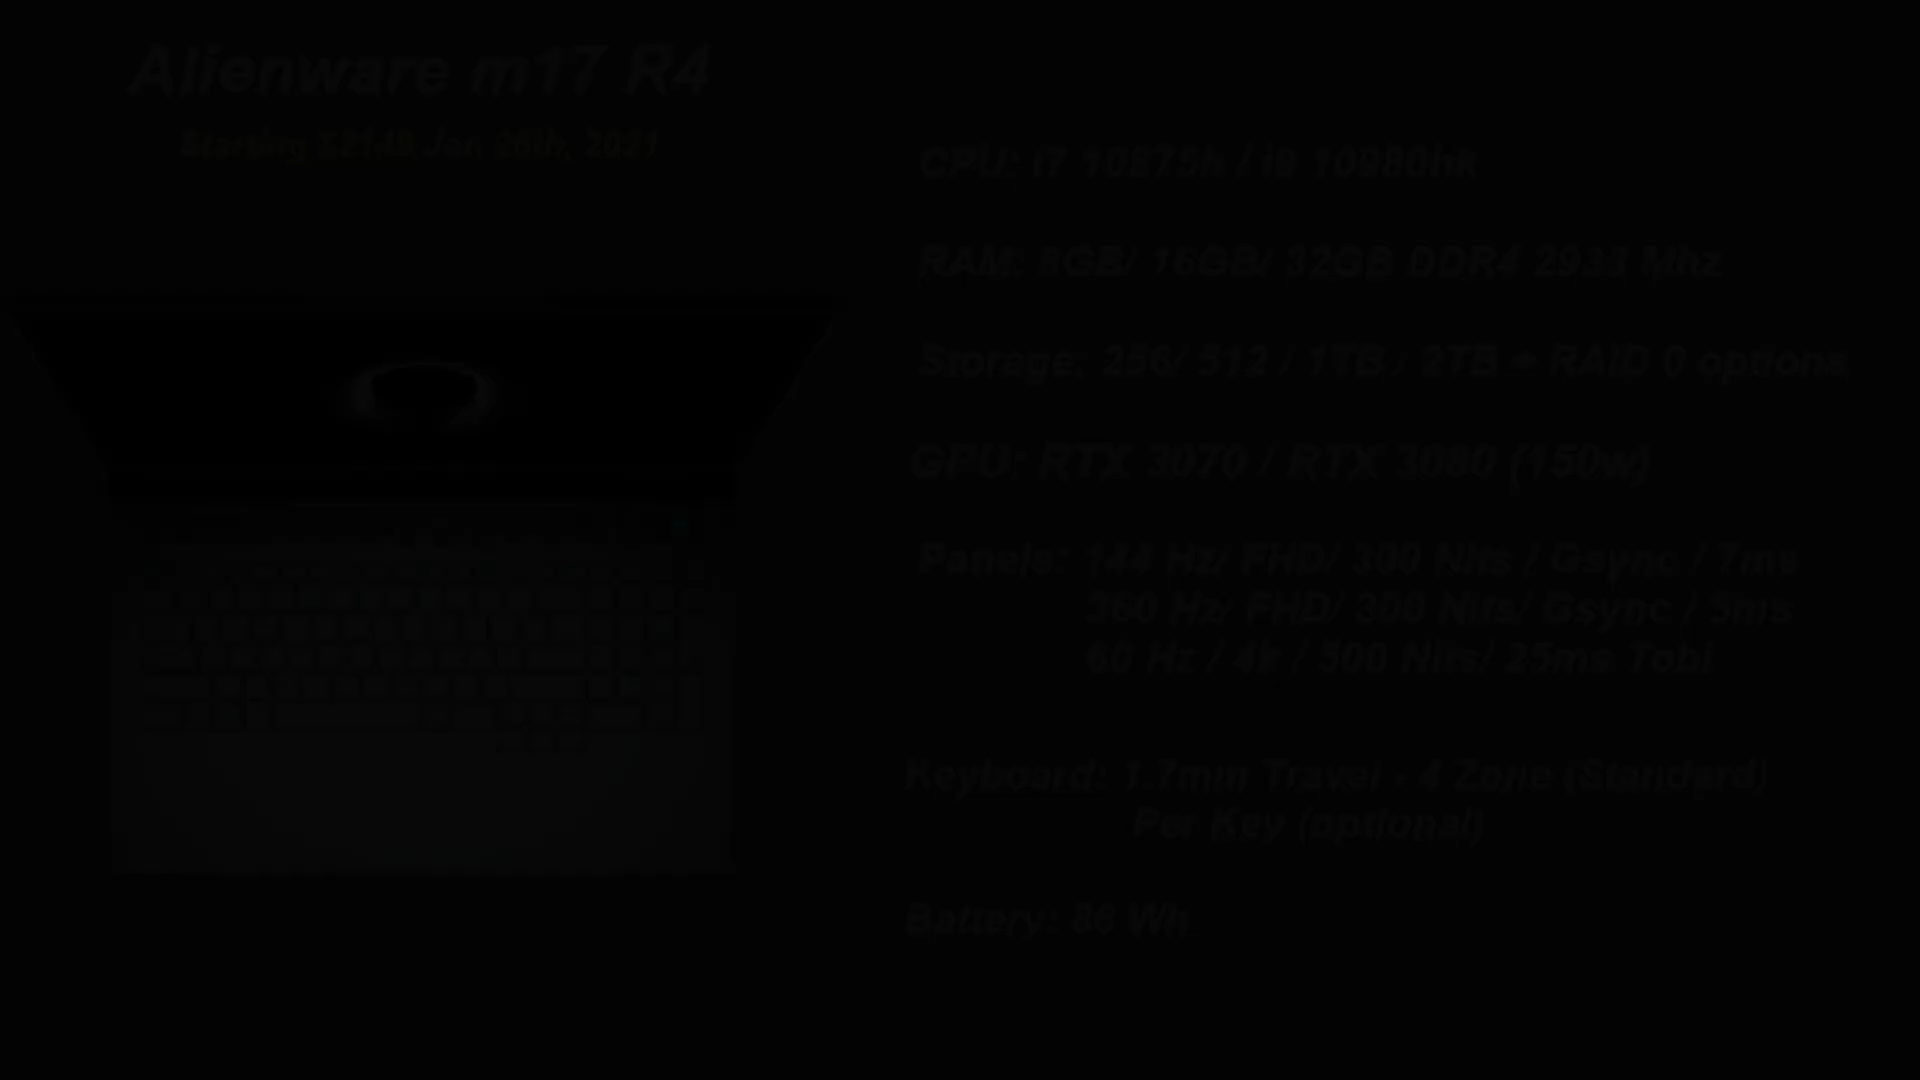 Alienware m17 R4
Starting $2149 Jan 26th, 2021
CPU: i7 10875h / i9 10980hk
RAM: 8GB/ 16GB/ 32GB DDR4 2933 Mhz
Storage: 256/ 512 / 1TB / 2TB + RAID 0 options
GPU: RTX 3070 / RTX 3080 (150w)
Panels: 144 Hz/ FHD/ 300 Nits / Gsync / 7ms
360 Hz/ FHD/ 300 Nits/ Gsync / 5ms
60 Hz / 4k / 500 Nits/ 25ms Tobi
Keyboard: 1.7mm Travel - 4 Zone (Standard)
Per Key (optional)
Battery: 86 Wh